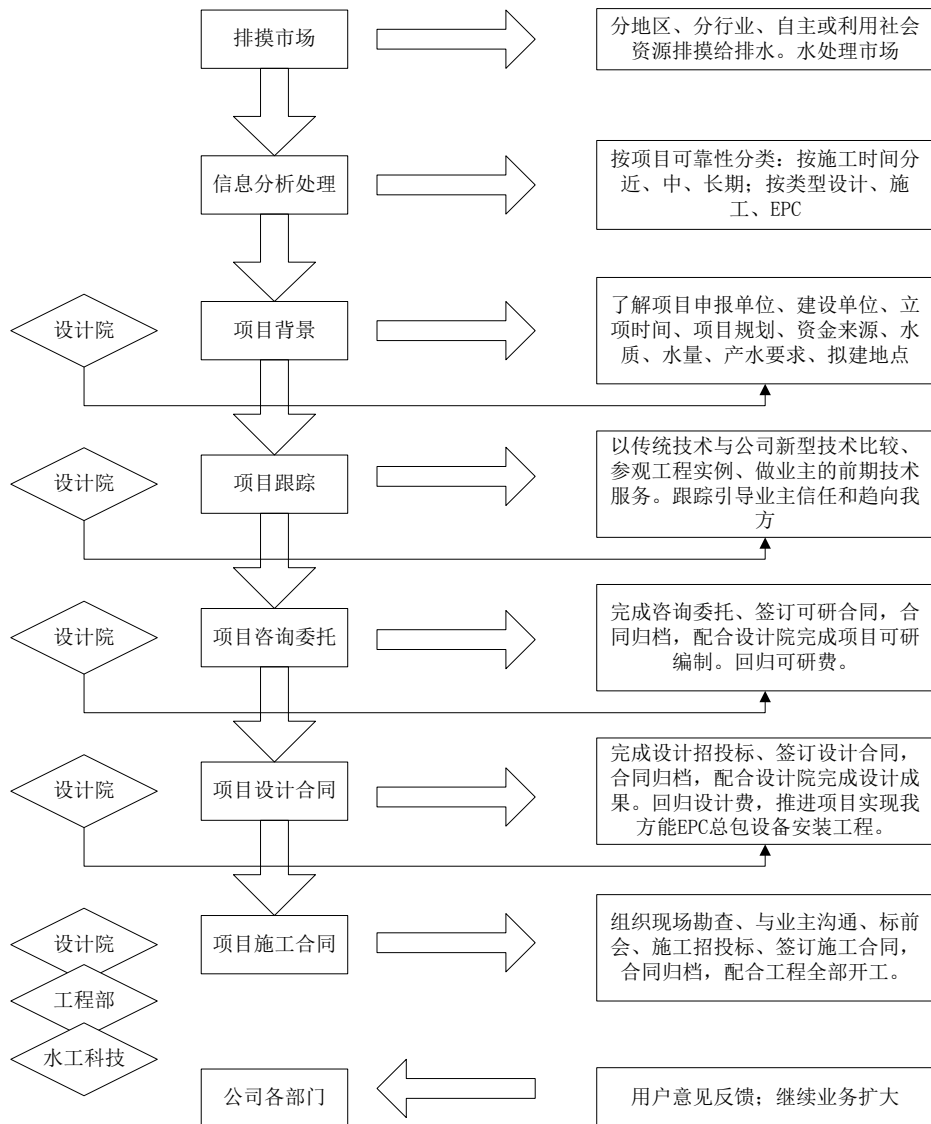 排摸市场
分地区、分行业、自主或利用社会
资源排摸给排水。水处理市场
信息分析处理
按项目可靠性分类：按施工时间分
近、中、长期；按类型设计、施
工、EPC
设计院
项目背景
了解项目申报单位、建设单位、立
项时间、项目规划、资金来源、水
质、水量、产水要求、拟建地点
设计院
项目跟踪
以传统技术与公司新型技术比较、
参观工程实例、做业主的前期技术
服务。跟踪引导业主信任和趋向我
方
设计院
项目咨询委托
完成咨询委托、签订可研合同，合
同归档，配合设计院完成项目可研
编制。回归可研费。
设计院
项目设计合同
完成设计招投标、签订设计合同，
合同归档，配合设计院完成设计成
果。回归设计费，推进项目实现我
方能EPC总包设备安装工程。
设计院
项目施工合同
组织现场勘查、与业主沟通、标前
会、施工招投标、签订施工合同，
合同归档，配合工程全部开工。
工程部
水工科技
公司各部门
用户意见反馈；继续业务扩大